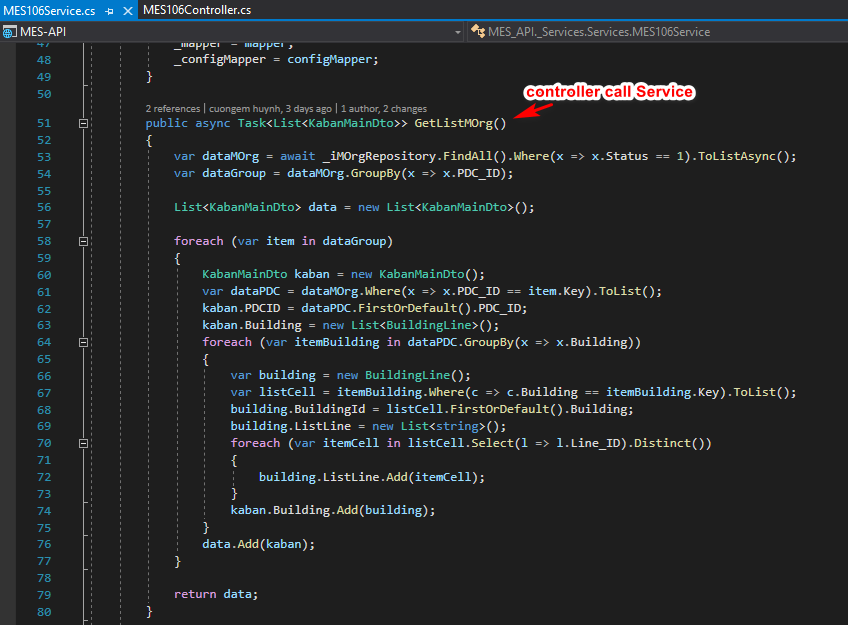 MES106Service.cs MES106Controller.cs
MES-API MES_API._Services.Services.MES106Service
47 _mapper = mapper;
48 _configMapper = configMapper;
49 }
50
2 references | cuongem huynh, 3 days ago | 1 author, 2 changes
controller call Service
51 public async Task<List<KabanMainDto>> GetListMOrg()
52 {
53 var dataMOrg = await _iMOrgRepository.FindAll().Where(x => x.Status == 1).ToListAsync();
54 var dataGroup = dataMOrg.GroupBy(x => x.PDC_ID);
55
56 List<KabanMainDto> data = new List<KabanMainDto>();
57
58 foreach (var item in dataGroup)
59 {
60 KabanMainDto kaban = new KabanMainDto();
61 var dataPDC = dataMOrg.Where(x => x.PDC_ID == item.Key).ToList();
62 kaban.PDCID = dataPDC.FirstOrDefault().PDC_ID;
63 kaban.Building = new List<BuildingLine>();
64 foreach (var itemBuilding in dataPDC.GroupBy(x => x.Building))
65 {
66 var building = new BuildingLine();
67 var listCell = itemBuilding.Where(c => c.Building == itemBuilding.Key).ToList();
68 building.BuildingId = listCell.FirstOrDefault().Building;
69 building.ListLine = new List<string>();
70 foreach (var itemCell in listCell.Select(l => l.Line_ID).Distinct())
71 {
72 building.ListLine.Add(itemCell);
73 }
74 kaban.Building.Add(building);
75 }
76 data.Add(kaban);
77 }
78
79 return data;
80 }